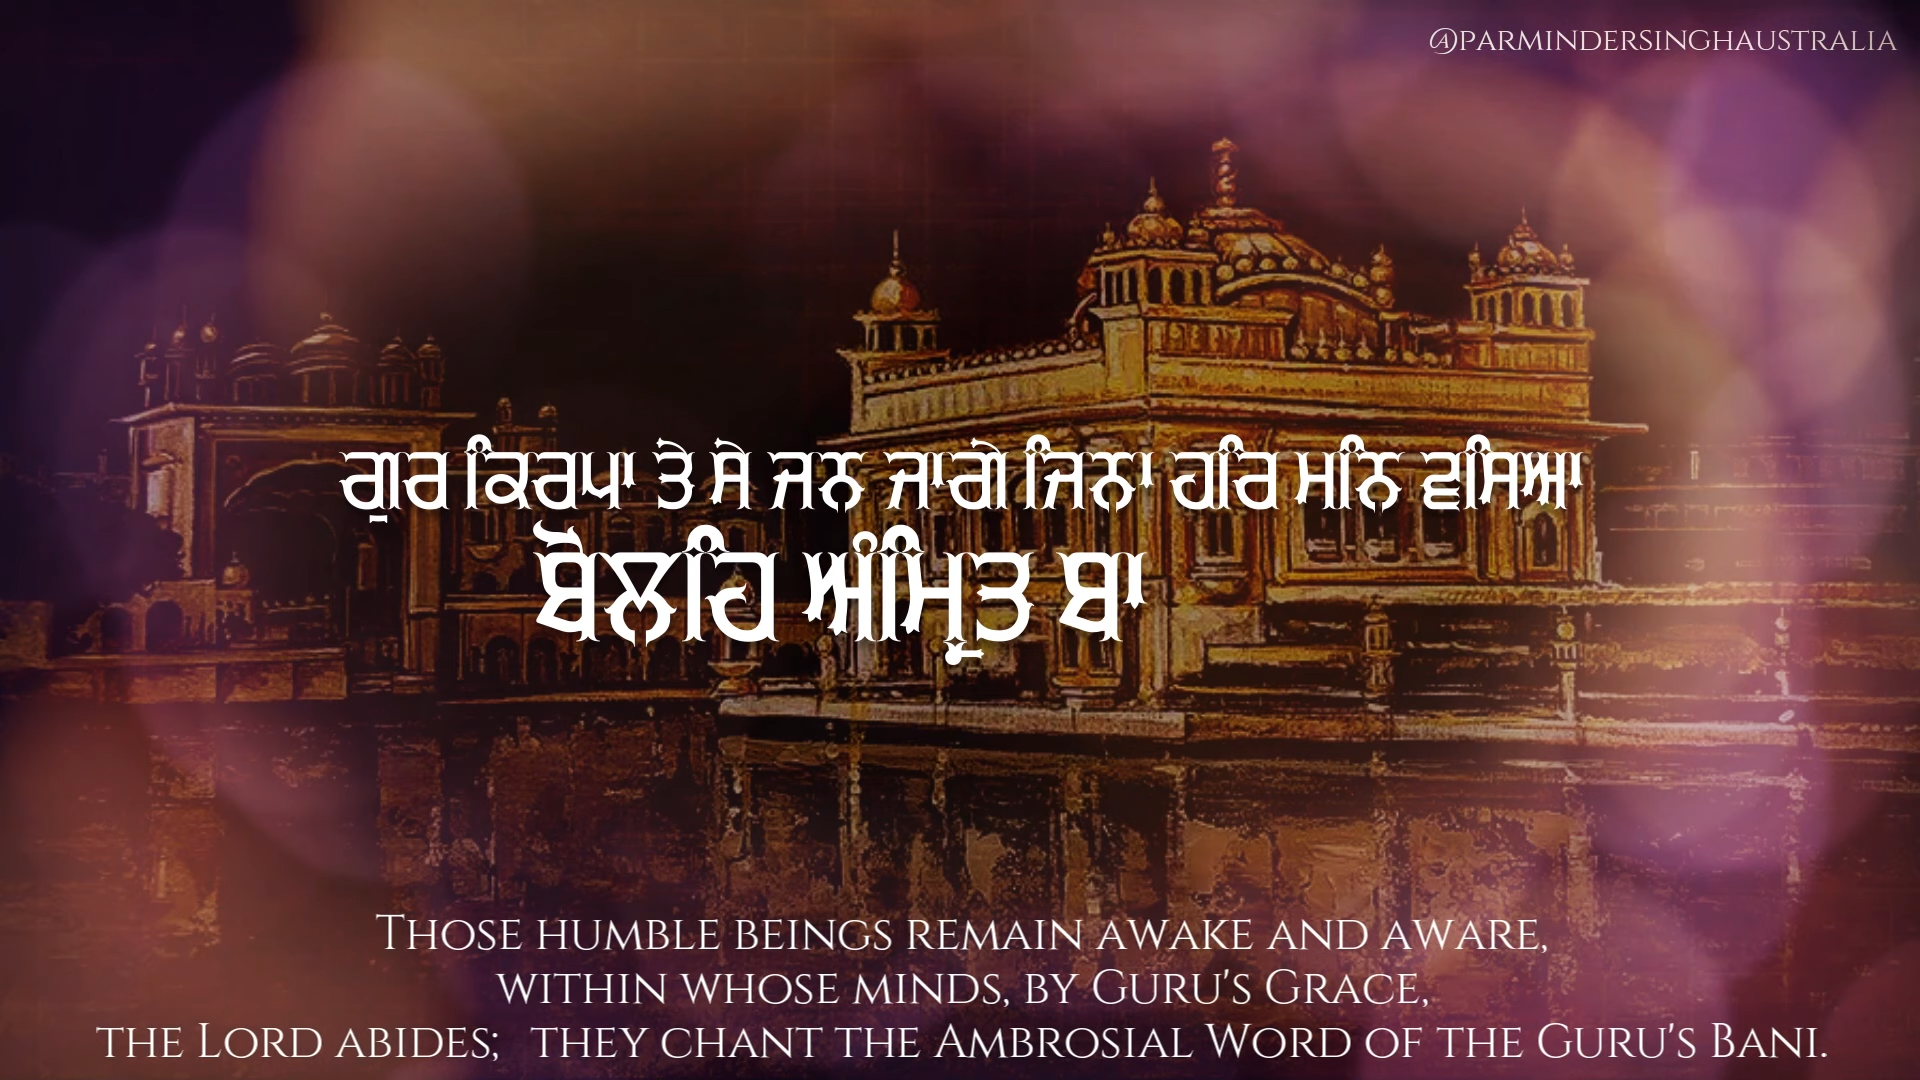 @parmindersinghaustralia
ਗੁਰ ਕਿਰਪਾ ਤੇ ਸੇ ਜਨ ਜਾਗੇ ਜਿਨਾ ਹਰਿ ਮਨਿ ਵਸਿਆ
ਬੋਲਹਿ ਅੰਮ੍ਰਿਤ ਬਾ
Those humble beings remain awake and aware,
within whose minds, by Guru's Grace,
the Lord abides; they chant the Ambrosial Word of the Guru's Bani.